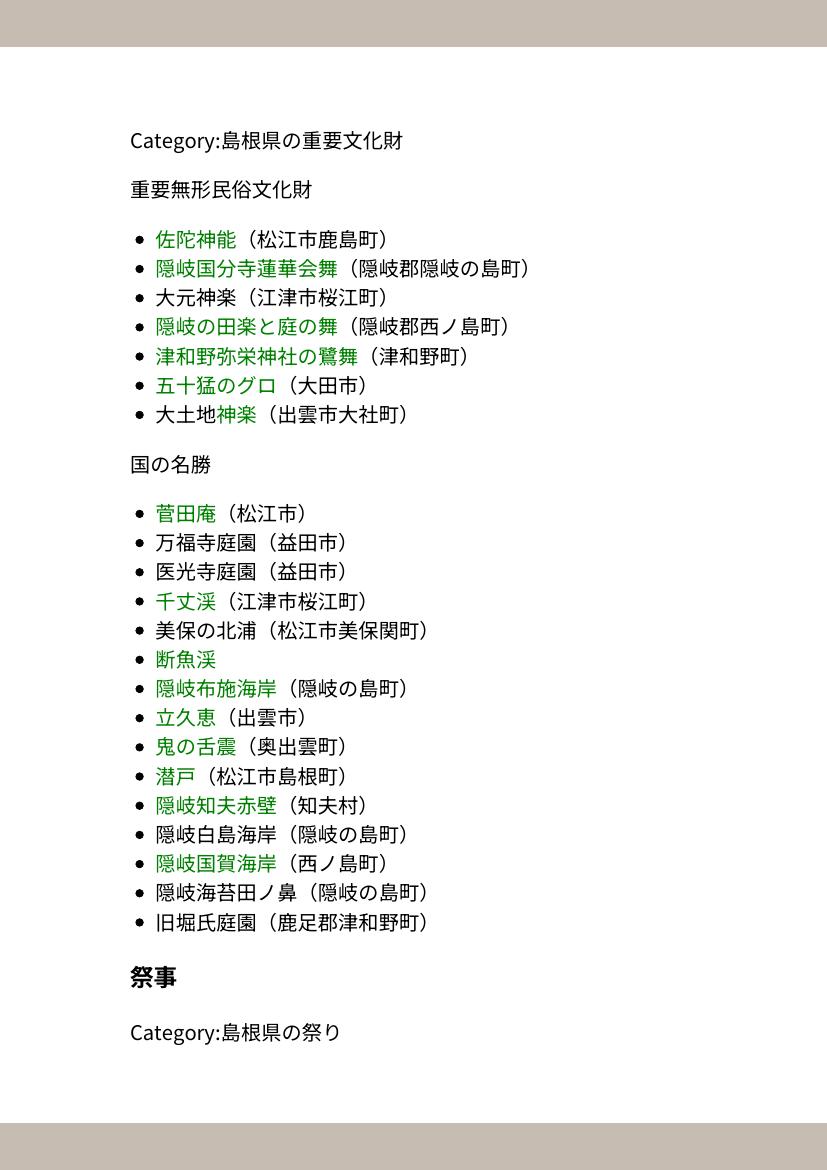 Category:島根県の重要文化財
重要無形民俗文化財
佐陀神能（松江市鹿島町）
隠岐国分寺蓮華会舞（隠岐郡隠岐の島町）
大元神楽（江津市桜江町）
隠岐の田楽と庭の舞（隠岐郡西ノ島町）
津和野弥栄神社の鷺舞（津和野町）
五十猛のグロ（大田市）
大土地神楽（出雲市大社町）
国の名勝
菅田庵（松江市）
万福寺庭園（益田市）
医光寺庭園（益田市）
千丈渓（江津市桜江町）
美保の北浦（松江市美保関町）
断魚渓
隠岐布施海岸（隠岐の島町）
立久恵（出雲市）
鬼の舌震（奥出雲町）
潜戸（松江市島根町）
隠岐知夫赤壁（知夫村）
隠岐白島海岸（隠岐の島町）
隠岐国賀海岸（西ノ島町）
隠岐海苔田ノ鼻（隠岐の島町）
旧堀氏庭園（鹿足郡津和野町）
祭事
Category:島根県の祭り